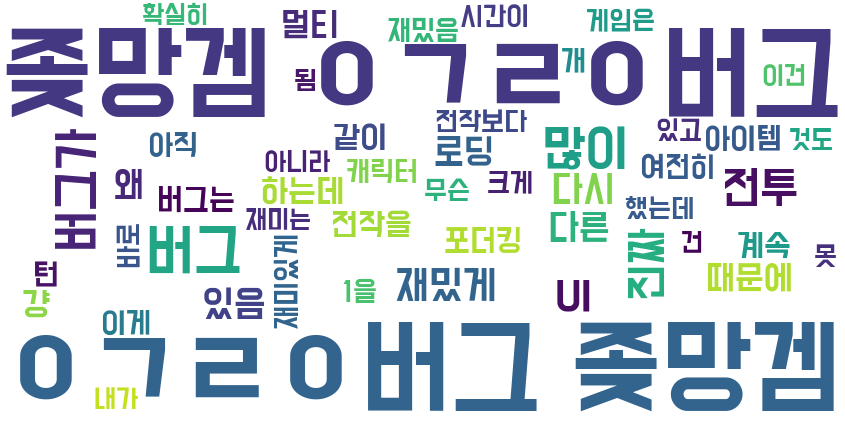 확실히 멀티 재밌음 시간이 게임은
좆망겜 ㅇㄱㄹㅇ버그
됨 개 이건
버그가 아직 같이 전작보다 로딩 많이 있고 아이템 것도
왜 버그는 아니라 하는데 캐릭터 무슨 크게 다시 여전히 전투
재미는 전작을 다른 했는데
바로 버그 재미있게 포더킹 진짜 건 계속 못
턴 걍 있음 1을 재밌게 UI 때문에
이게
ㅇㄱㄹㅇ버그 좆망겜
내가